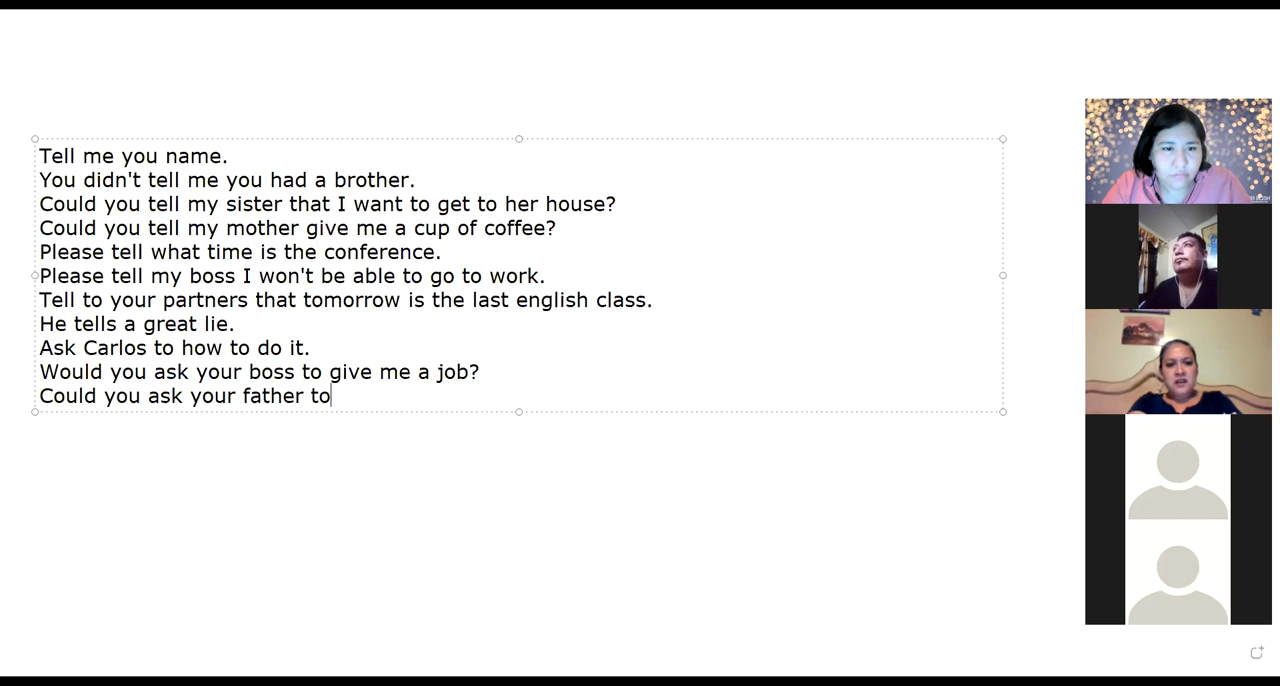 Tell me you name.
You didn't tell me you had a brother.
Could you tell my sister that I want to get to her house?
Could you tell my mother give me a cup of coffee?
Please tell what time is the conference.
Please tell my boss I won't be able to go to work.
Tell to your partners that tomorrow is the last english class.
He tells a great lie.
Ask Carlos to how to do it.
Would you ask your boss to give me a job?
Could you ask your father to